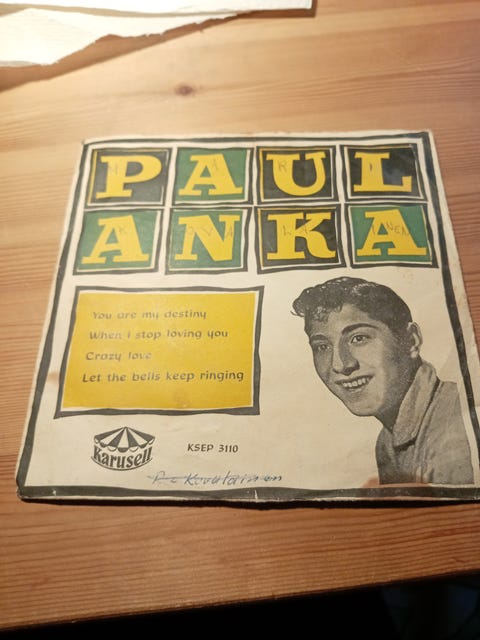 PAUL
ANKA
You are my destiny
When i stop loving you
Crazy love
Let the bells keep ringing
Karusell
KSEP 3110